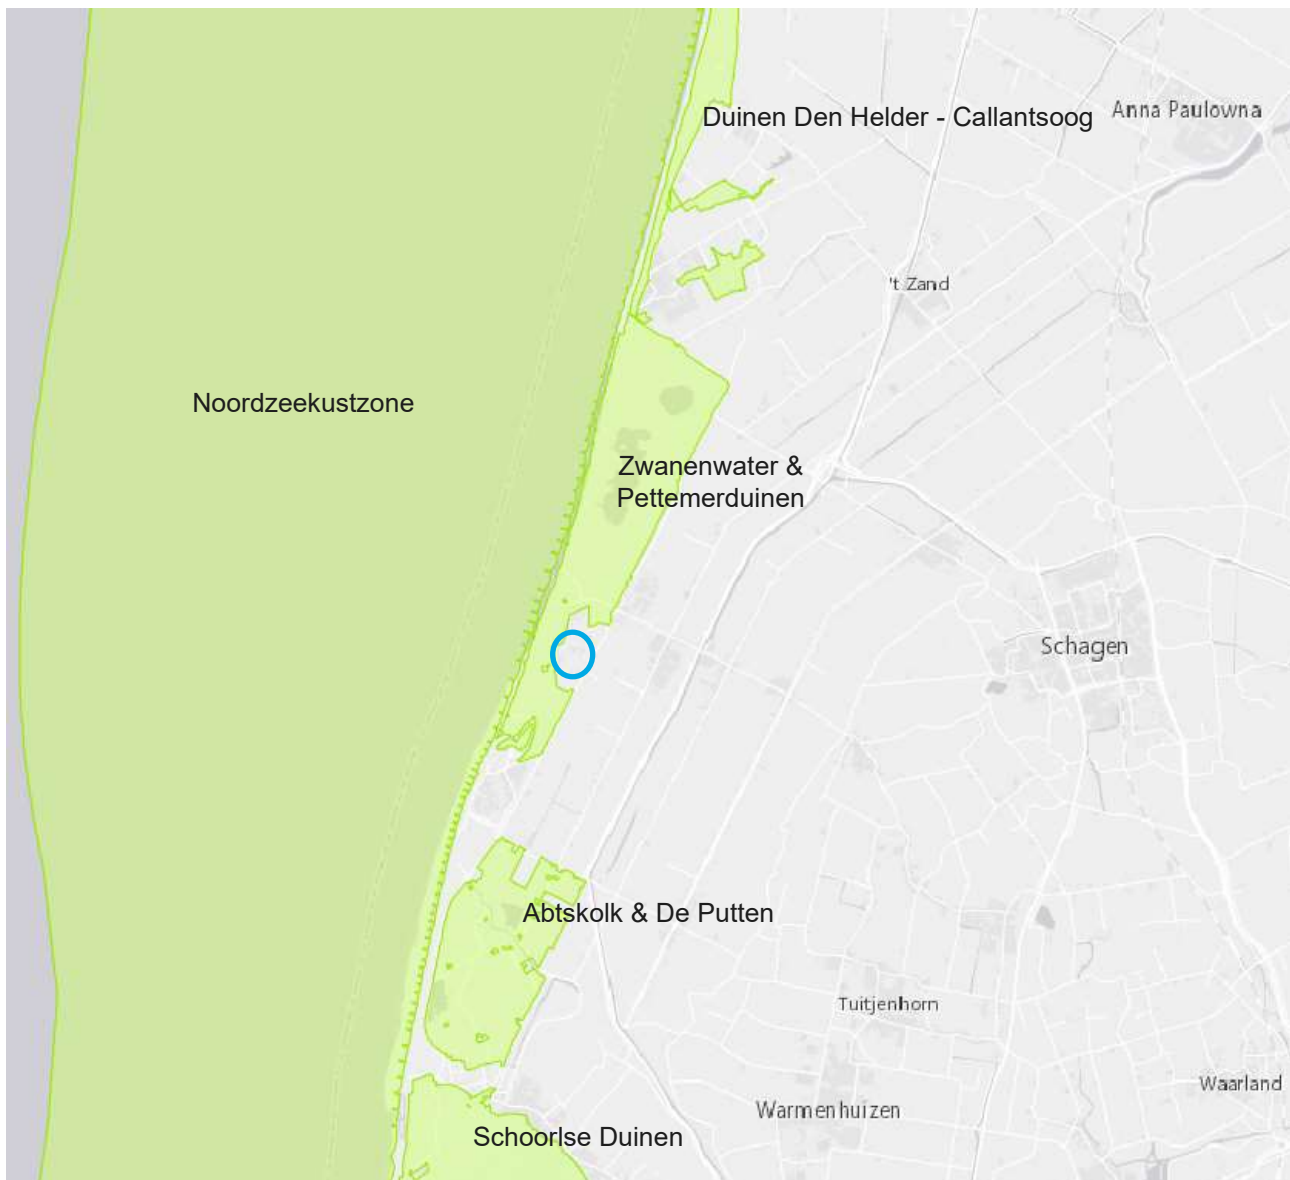 Duinen Den Helder - Callantsoog
Anna Paulowna
't Zand
Noordzeekustzone
Zwanenwater &
Pettemerduinen
Schagen
Abtskolk & De Putten
Tuitjenhorn
Waarland
Warmenhuizen
Schoorlse Duinen